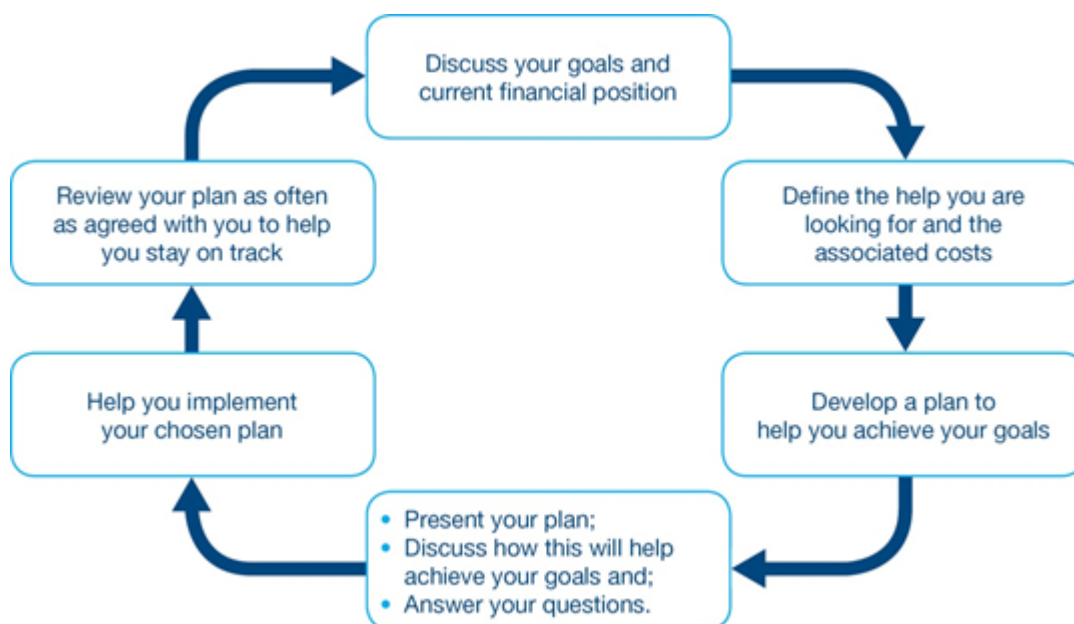 Discuss your goals and
current financial position
Define the help you are
looking for and the
associated costs
Develop a plan to
help you achieve your goals
• Present your plan;
• Discuss how this will help
achieve your goals and;
• Answer your questions.
Help you implement
your chosen plan
Review your plan as often
as agreed with you to help
you stay on track